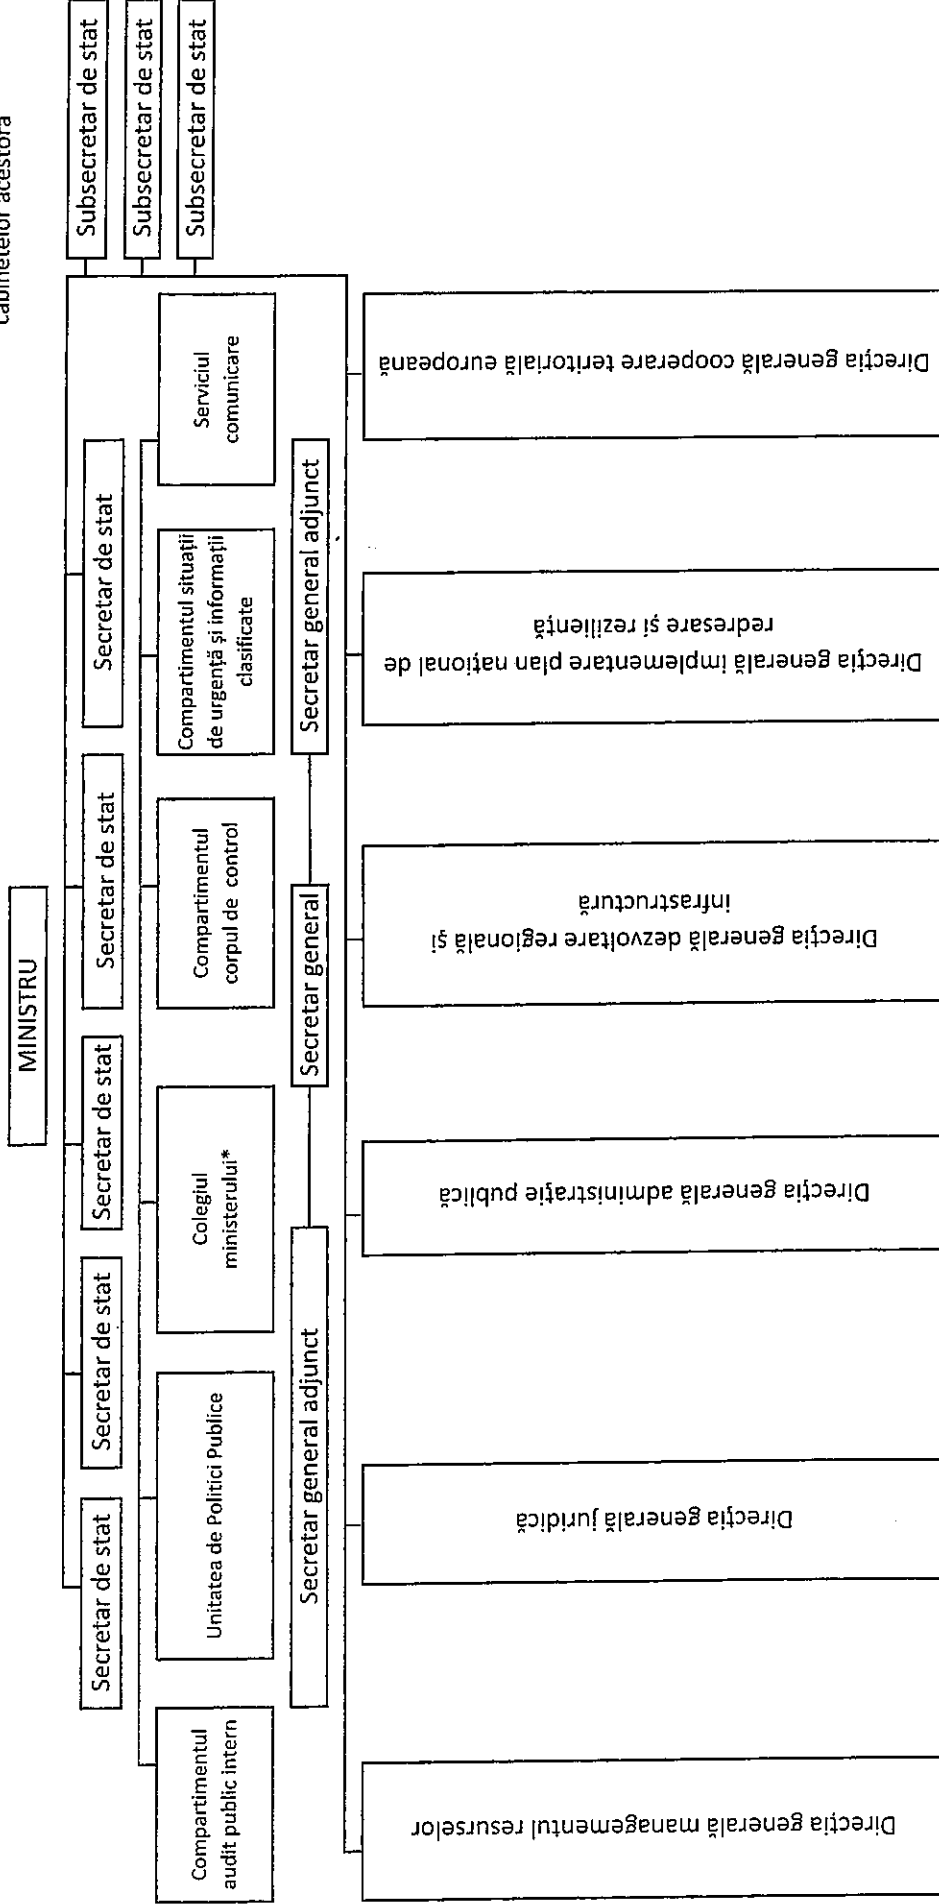 cabinetelor acestora
MINISTRU
Subsecretar de stat
Subsecretar de stat
Subsecretar de stat
Secretar de stat
Secretar de stat
Secretar de stat
Secretar de stat
Secretar de stat
Compartimentul
audit public intern
Unitatea de Politici Publice
Colegiul
ministerului*
Compartimentul
corpul de control
Compartimentul situații
de urgență și informații
clasificate
Serviciul
comunicare
Secretar general adjunct
Secretar general
Secretar general adjunct
Direcția generală managementul resurselor
Direcția generală juridică
Direcția generală administrație publică
Direcția generală dezvoltare regională și
infrastructură
Direcția generală implementare plan național de
redresare și reziliență
Direcția generală cooperare teritorială europeană